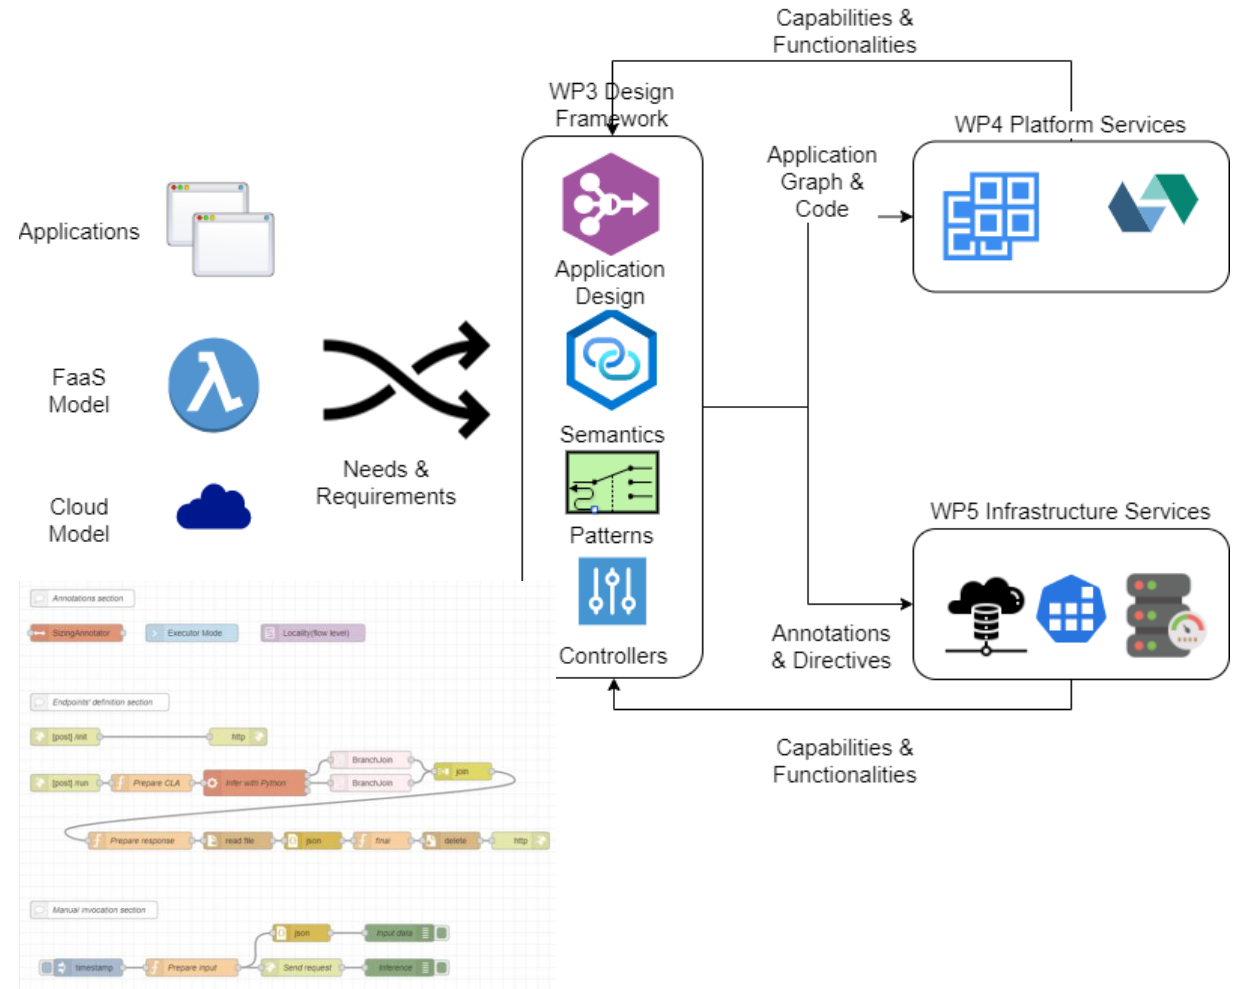 Capabilities &
Functionalities
WP3 Design
Framework
WP4 Platform Services
Application
Graph &
Code
Applications
Application
Design
FaaS
Model
Semantics
Needs &
Requirements
Cloud
Model
Patterns
WP5 Infrastructure Services
Controllers
Annotations
& Directives
Capabilities &
Functionalities
Annotations section
SizingAnnotator
Executor Mode
Locality(flow level)
Endpoints' definition section
[post] /init
http
[post] /run
Prepare CLA
Infer with Python
BranchJoin
BranchJoin
join
Prepare response
read file
json
final
delete
http
Manual invocation section
json
Input data
timestamp
Prepare input
Send request
Inference